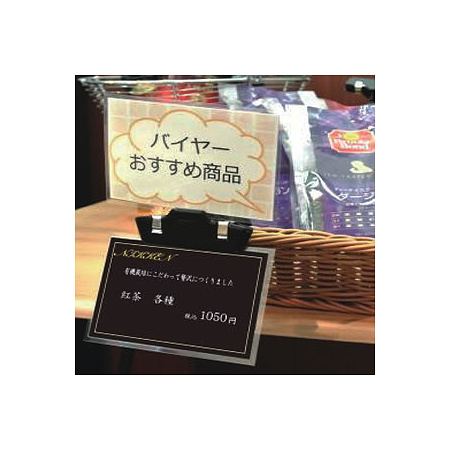 バイヤー
おすすめ商品
NIKKEN
有機栽培にこだわって贅沢につくりました
紅茶 各種
税込 1050円